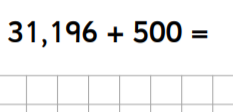 31,196 + 500 =